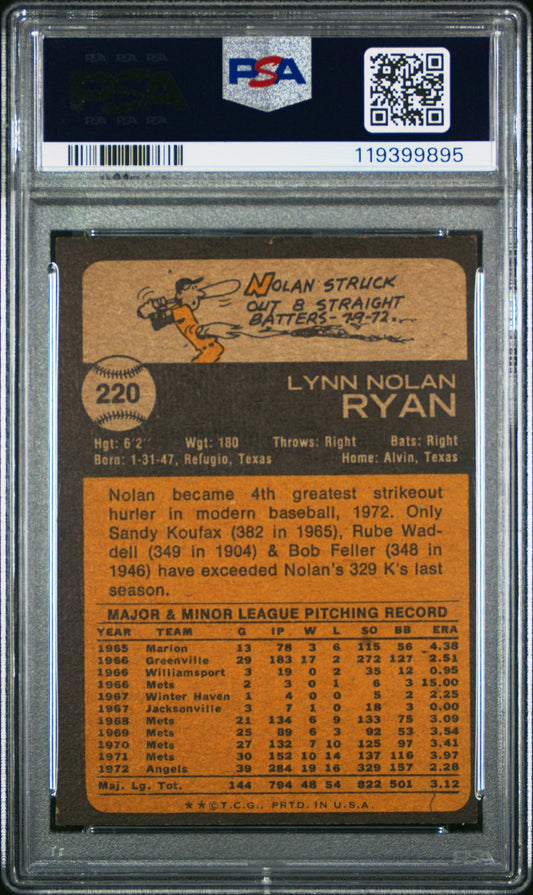 PSA
PSA
PSA PSA PSA
119399895
NOLAN STRUCK
OUT 8 STRAIGHT
BATTERS - 7-9-72.
220
LYNN NOLAN
RYAN
Hgt: 6'2" Wgt: 180 Throws: Right Bats: Right
Born: 1-31-47, Refugio, Texas Home: Alvin, Texas
Nolan became 4th greatest strikeout
hurler in modern baseball, 1972. Only
Sandy Koufax (382 in 1965), Rube Wad-
dell (349 in 1904) & Bob Feller (348 in
1946) have exceeded Nolan's 329 K's last
season.
MAJOR & MINOR LEAGUE PITCHING RECORD
YEAR TEAM G IP W L SO BB ERA
1965 Marion 13 78 3 6 115 56 4.38
1966 Greenville 29 183 17 2 272 127 2.51
1966 Williamsport 3 19 0 2 35 12 0.95
1966 Mets 2 3 0 1 6 3 15.00
1967 Winter Haven 1 4 0 0 5 2 2.25
1967 Jacksonville 3 7 1 0 18 3 0.00
1968 Mets 21 134 6 9 133 75 3.09
1969 Mets 25 89 6 3 92 53 3.54
1970 Mets 27 132 7 10 125 97 3.41
1971 Mets 30 152 10 14 137 116 3.97
1972 Angels 39 284 19 16 329 157 2.28
Maj. Lg. Tot. 144 794 48 54 822 501 3.12
★★©T.C.G., PRTD. IN U.S.A.
PSA